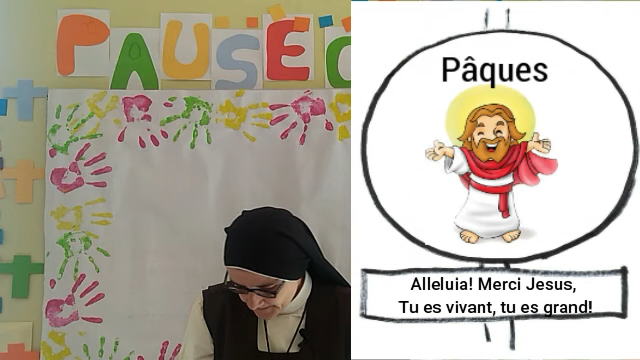 PAUSE
Pâques
Alleluia! Merci Jesus,
Tu es vivant, tu es grand!